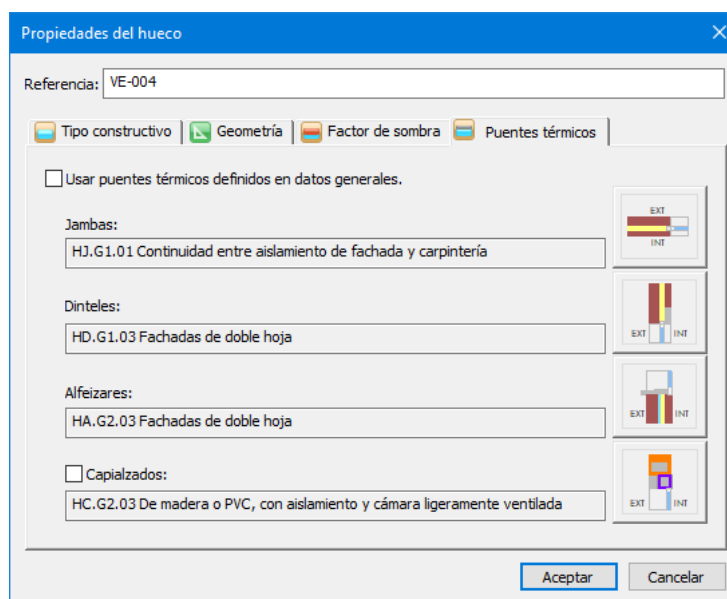 Propiedades del hueco
Referencia: VE-004
Tipo constructivo Geometría Factor de sombra Puentes térmicos
Usar puentes térmicos definidos en datos generales.
Jambas:
HJ.G1.01 Continuidad entre aislamiento de fachada y carpintería
EXT
INT
Dinteles:
HD.G1.03 Fachadas de doble hoja
EXT INT
Alfeizares:
HA.G2.03 Fachadas de doble hoja
EXT INT
Capialzados:
HC.G2.03 De madera o PVC, con aislamiento y cámara ligeramente ventilada
EXT INT
Aceptar Cancelar